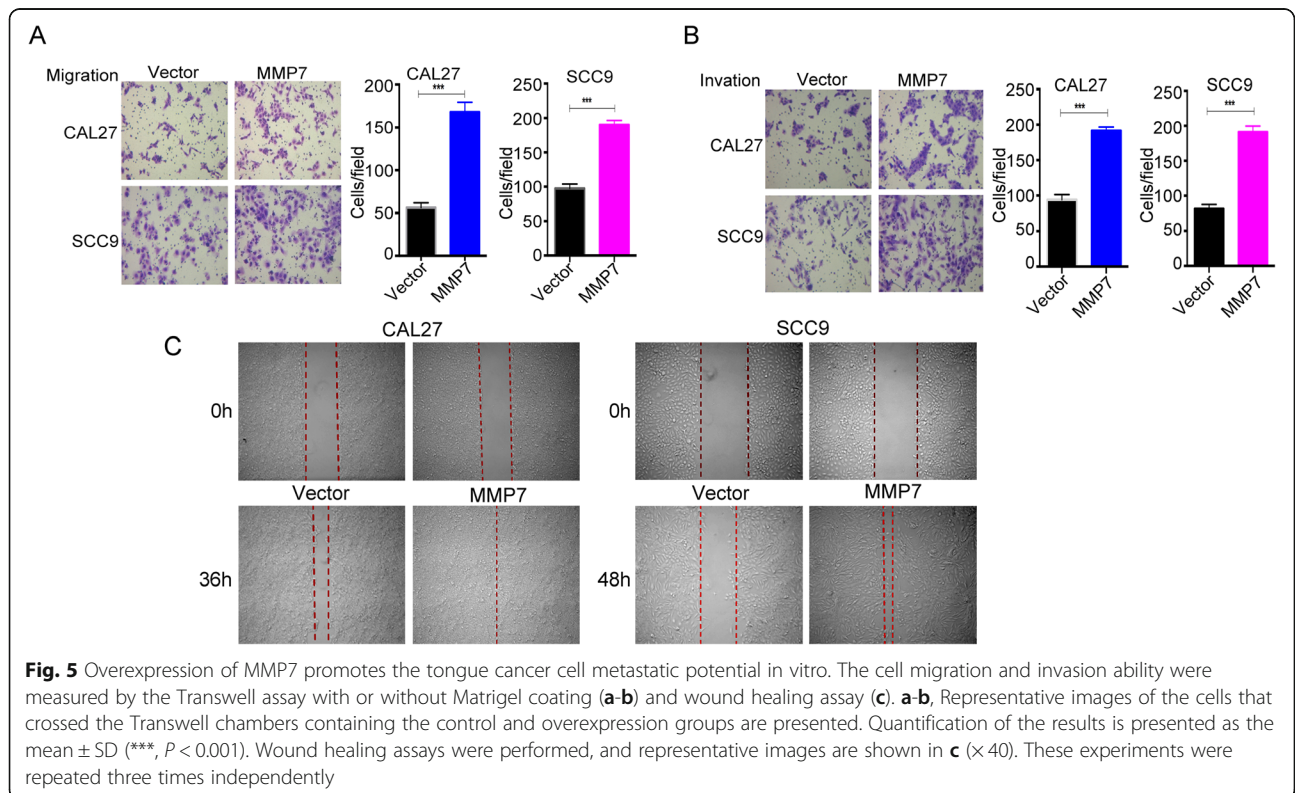 A
Migration Vector MMP7
CAL27
SCC9
CAL27
***
Cells/field
200
150
100
50
0
Vector MMP7
SCC9
***
Cells/field
250
200
150
100
50
0
Vector MMP7
B
Invation Vector MMP7
CAL27
SCC9
CAL27
***
Cells/field
250
200
150
100
50
0
Vector MMP7
SCC9
***
Cells/field
250
200
150
100
50
0
Vector MMP7
C
CAL27 SCC9
0h 0h
Vector MMP7 Vector MMP7
36h 48h
Fig. 5 Overexpression of MMP7 promotes the tongue cancer cell metastatic potential in vitro. The cell migration and invasion ability were
measured by the Transwell assay with or without Matrigel coating (a-b) and wound healing assay (c). a-b, Representative images of the cells that
crossed the Transwell chambers containing the control and overexpression groups are presented. Quantification of the results is presented as the
mean ± SD (***, P < 0.001). Wound healing assays were performed, and representative images are shown in c (× 40). These experiments were
repeated three times independently